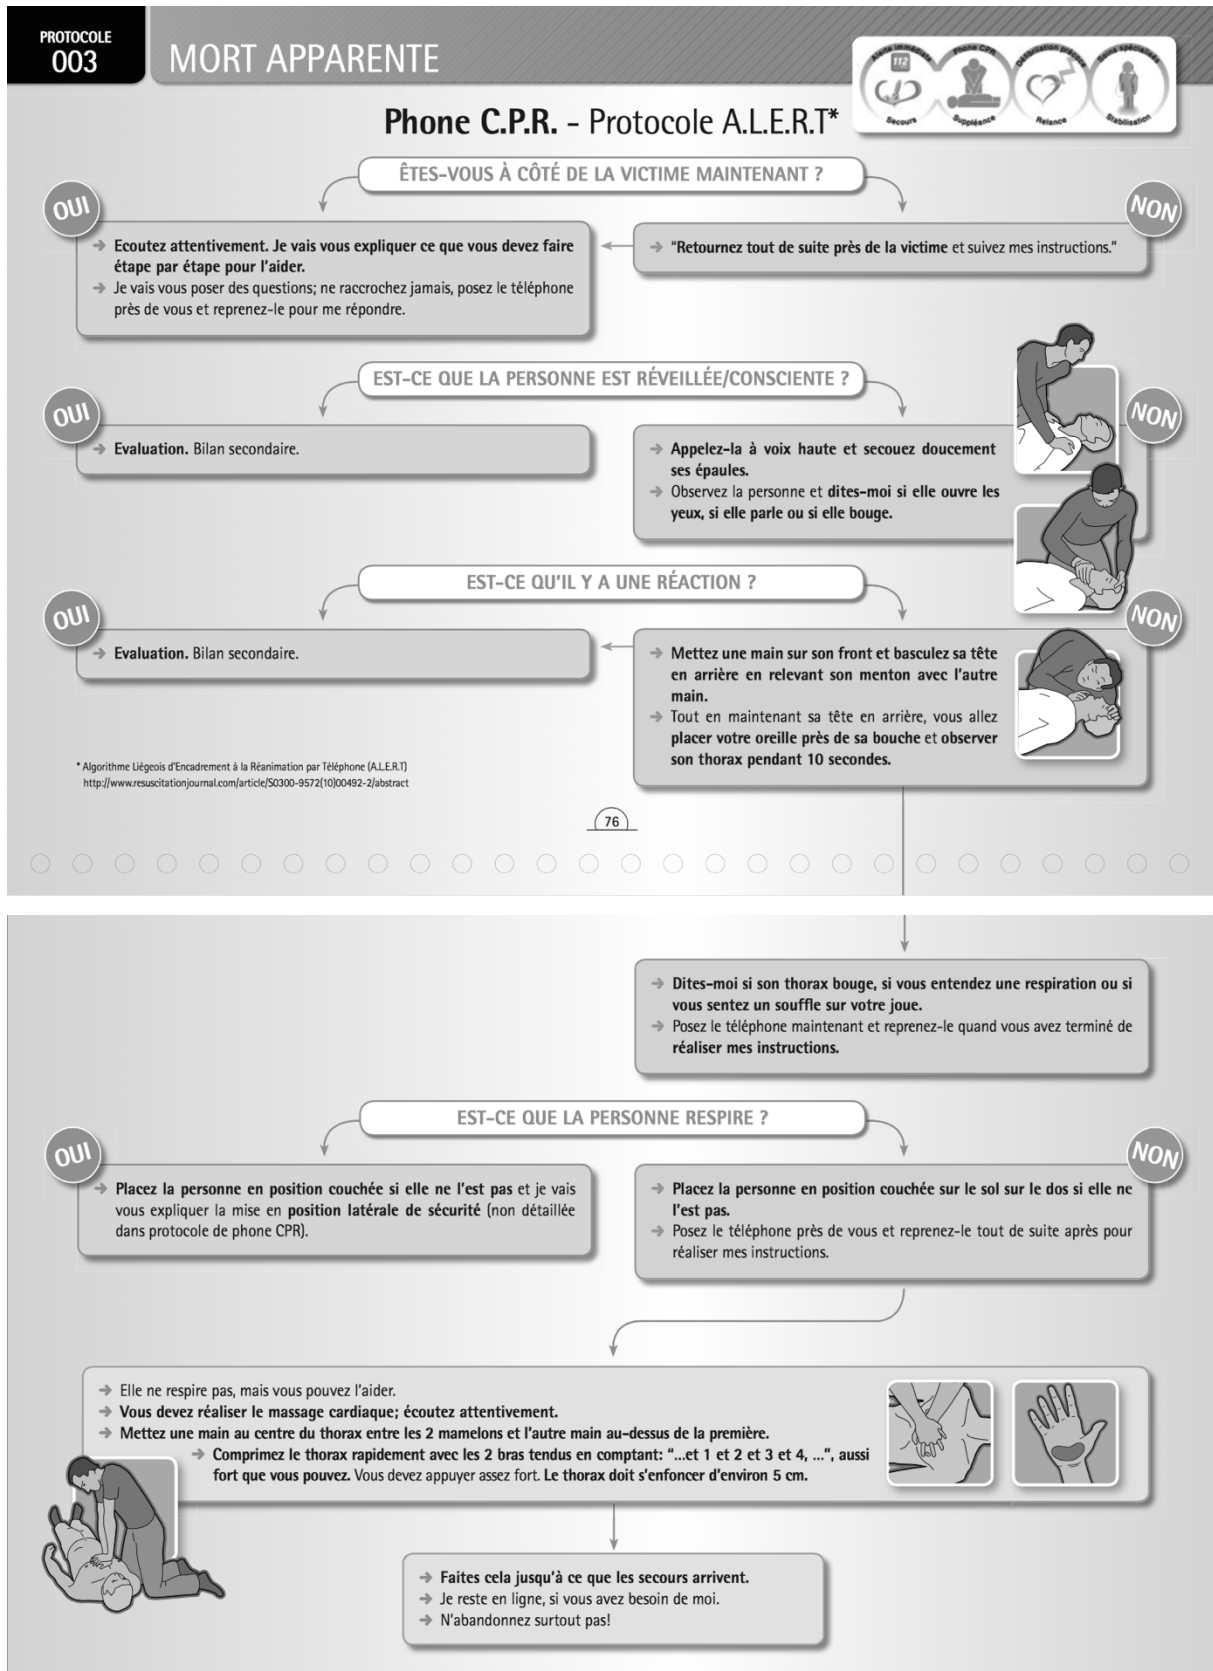 PROTOCOLE
003
MORT APPARENTE
Alerte immédiate
Phone CPR
Défibrillation précoce
Soins spécialisés
112
Secours
Suppléance
Relance
Stabilisation
Phone C.P.R. - Protocole A.L.E.R.T*
ÊTES-VOUS À CÔTÉ DE LA VICTIME MAINTENANT ?
OUI
➔ Ecoutez attentivement. Je vais vous expliquer ce que vous devez faire
étape par étape pour l'aider.
➔ Je vais vous poser des questions; ne raccrochez jamais, posez le téléphone
près de vous et reprenez-le pour me répondre.
NON
➔ "Retournez tout de suite près de la victime et suivez mes instructions."
EST-CE QUE LA PERSONNE EST RÉVEILLÉE/CONSCIENTE ?
OUI
➔ Evaluation. Bilan secondaire.
NON
➔ Appelez-la à voix haute et secouez doucement
ses épaules.
➔ Observez la personne et dites-moi si elle ouvre les
yeux, si elle parle ou si elle bouge.
EST-CE QU'IL Y A UNE RÉACTION ?
OUI
➔ Evaluation. Bilan secondaire.
NON
➔ Mettez une main sur son front et basculez sa tête
en arrière en relevant son menton avec l'autre
main.
➔ Tout en maintenant sa tête en arrière, vous allez
placer votre oreille près de sa bouche et observer
son thorax pendant 10 secondes.
* Algorithme Liégeois d'Encadrement à la Réanimation par Téléphone (A.L.E.R.T)
http://www.resuscitationjournal.com/article/S0300-9572(10)00492-2/abstract
76
➔ Dites-moi si son thorax bouge, si vous entendez une respiration ou si
vous sentez un souffle sur votre joue.
➔ Posez le téléphone maintenant et reprenez-le quand vous avez terminé de
réaliser mes instructions.
EST-CE QUE LA PERSONNE RESPIRE ?
OUI
➔ Placez la personne en position couchée si elle ne l'est pas et je vais
vous expliquer la mise en position latérale de sécurité (non détaillée
dans protocole de phone CPR).
NON
➔ Placez la personne en position couchée sur le sol sur le dos si elle ne
l'est pas.
➔ Posez le téléphone près de vous et reprenez-le tout de suite après pour
réaliser mes instructions.
➔ Elle ne respire pas, mais vous pouvez l'aider.
➔ Vous devez réaliser le massage cardiaque; écoutez attentivement.
➔ Mettez une main au centre du thorax entre les 2 mamelons et l'autre main au-dessus de la première.
➔ Comprimez le thorax rapidement avec les 2 bras tendus en comptant: "...et 1 et 2 et 3 et 4, ...", aussi
fort que vous pouvez. Vous devez appuyer assez fort. Le thorax doit s'enfoncer d'environ 5 cm.
➔ Faites cela jusqu'à ce que les secours arrivent.
➔ Je reste en ligne, si vous avez besoin de moi.
➔ N'abandonnez surtout pas!